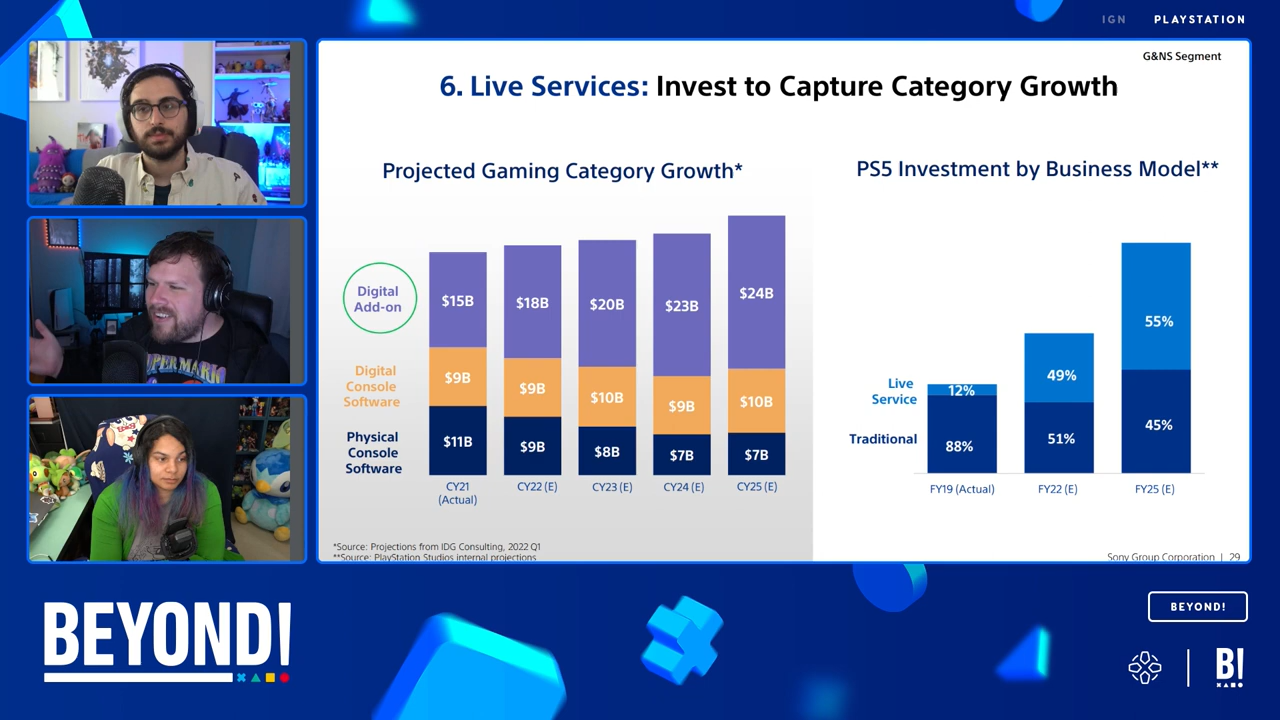 IGN PLAYSTATION
G&NS Segment
6. Live Services: Invest to Capture Category Growth
Projected Gaming Category Growth*
Digital
Add-on
Digital
Console
Software
Physical
Console
Software
$15B $18B $20B $23B $24B
$9B $9B $10B $9B $10B
$11B $9B $8B $7B $7B
CY21
(Actual)
CY22 (E) CY23 (E) CY24 (E) CY25 (E)
*Source: Projections from IDG Consulting, 2022 Q1
**Source: PlayStation Studios internal projections
PS5 Investment by Business Model**
Live
Service
Traditional
12% 49% 55%
88% 51% 45%
FY19 (Actual) FY22 (E) FY25 (E)
Sony Group Corporation | 29
BEYOND!
BEYOND!
B!